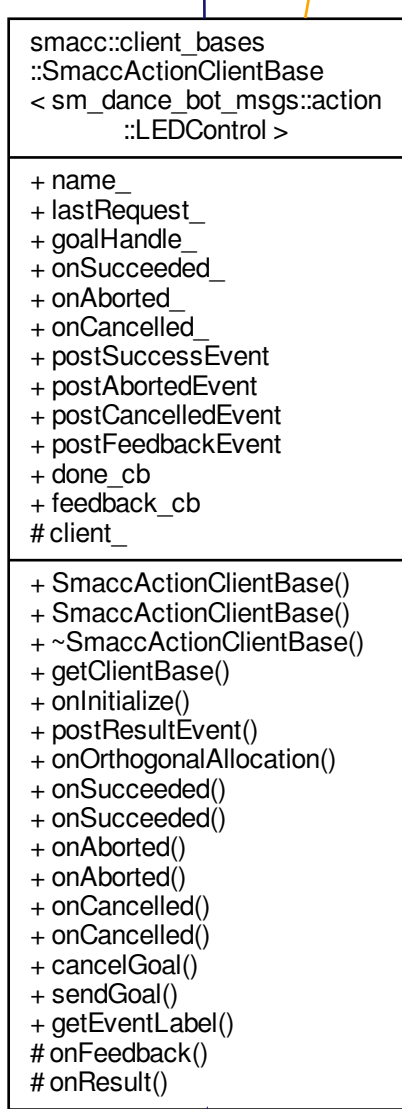 smacc::client_bases
::SmaccActionClientBase
< sm_dance_bot_msgs::action
::LEDControl >
+ name_
+ lastRequest_
+ goalHandle_
+ onSucceeded_
+ onAborted_
+ onCancelled_
+ postSuccessEvent
+ postAbortedEvent
+ postCancelledEvent
+ postFeedbackEvent
+ done_cb
+ feedback_cb
# client_
+ SmaccActionClientBase()
+ SmaccActionClientBase()
+ ~SmaccActionClientBase()
+ getClientBase()
+ onInitialize()
+ postResultEvent()
+ onOrthogonalAllocation()
+ onSucceeded()
+ onSucceeded()
+ onAborted()
+ onAborted()
+ onCancelled()
+ onCancelled()
+ cancelGoal()
+ sendGoal()
+ getEventLabel()
# onFeedback()
# onResult()